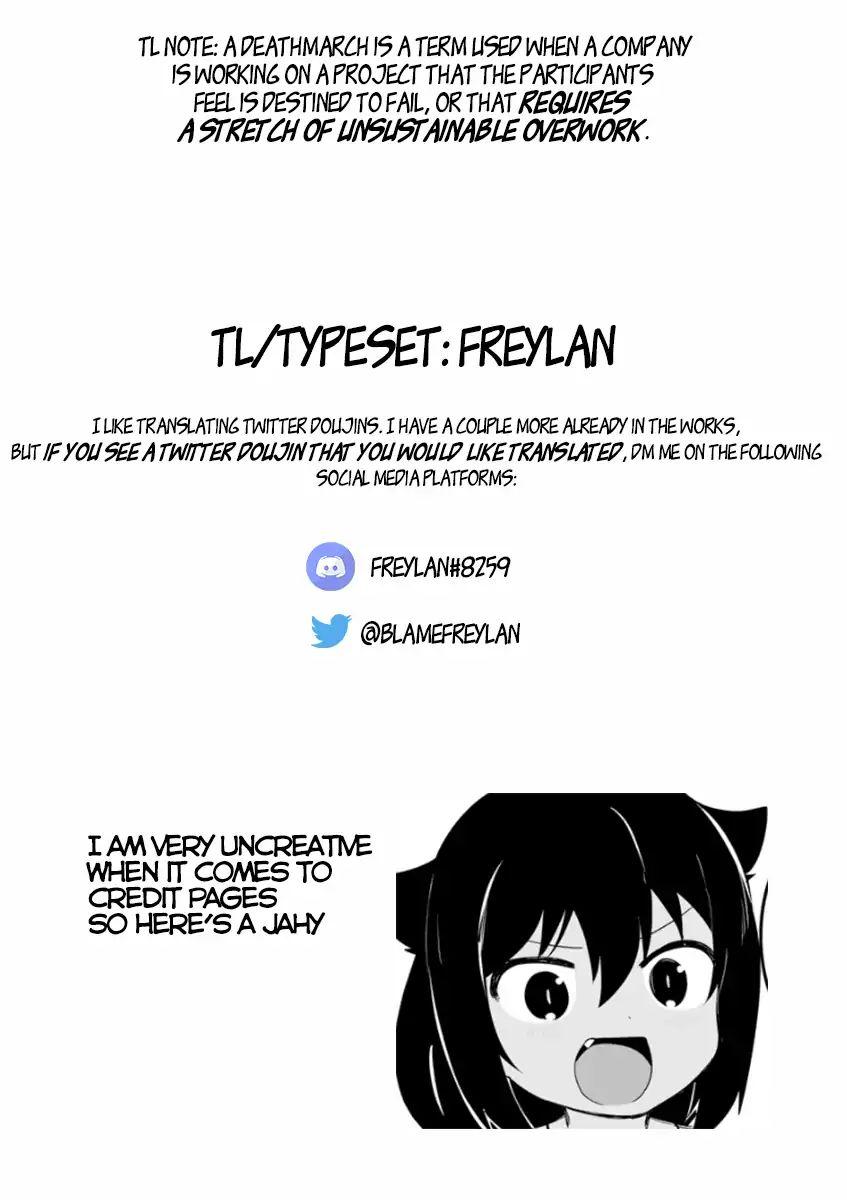 TL NOTE: A DEATHMARCH IS A TERM USED WHEN A COMPANY
IS WORKING ON A PROJECT THAT THE PARTICIPANTS
FEEL IS DESTINED TO FAIL, OR THAT REQUIRES
A STRETCH OF UNSUSTAINABLE OVERWORK.
TL/TYPESET: FREYLAN
I LIKE TRANSLATING TWITTER DOUJINS. I HAVE A COUPLE MORE ALREADY IN THE WORKS,
BUT IF YOU SEE A TWITTER DOUJIN THAT YOU WOULD LIKE TRANSLATED, DM ME ON THE FOLLOWING
SOCIAL MEDIA PLATFORMS:
FREYLAN#8259
@BLAMEFREYLAN
I AM VERY UNCREATIVE
WHEN IT COMES TO
CREDIT PAGES
SO HERE'S A JAHY